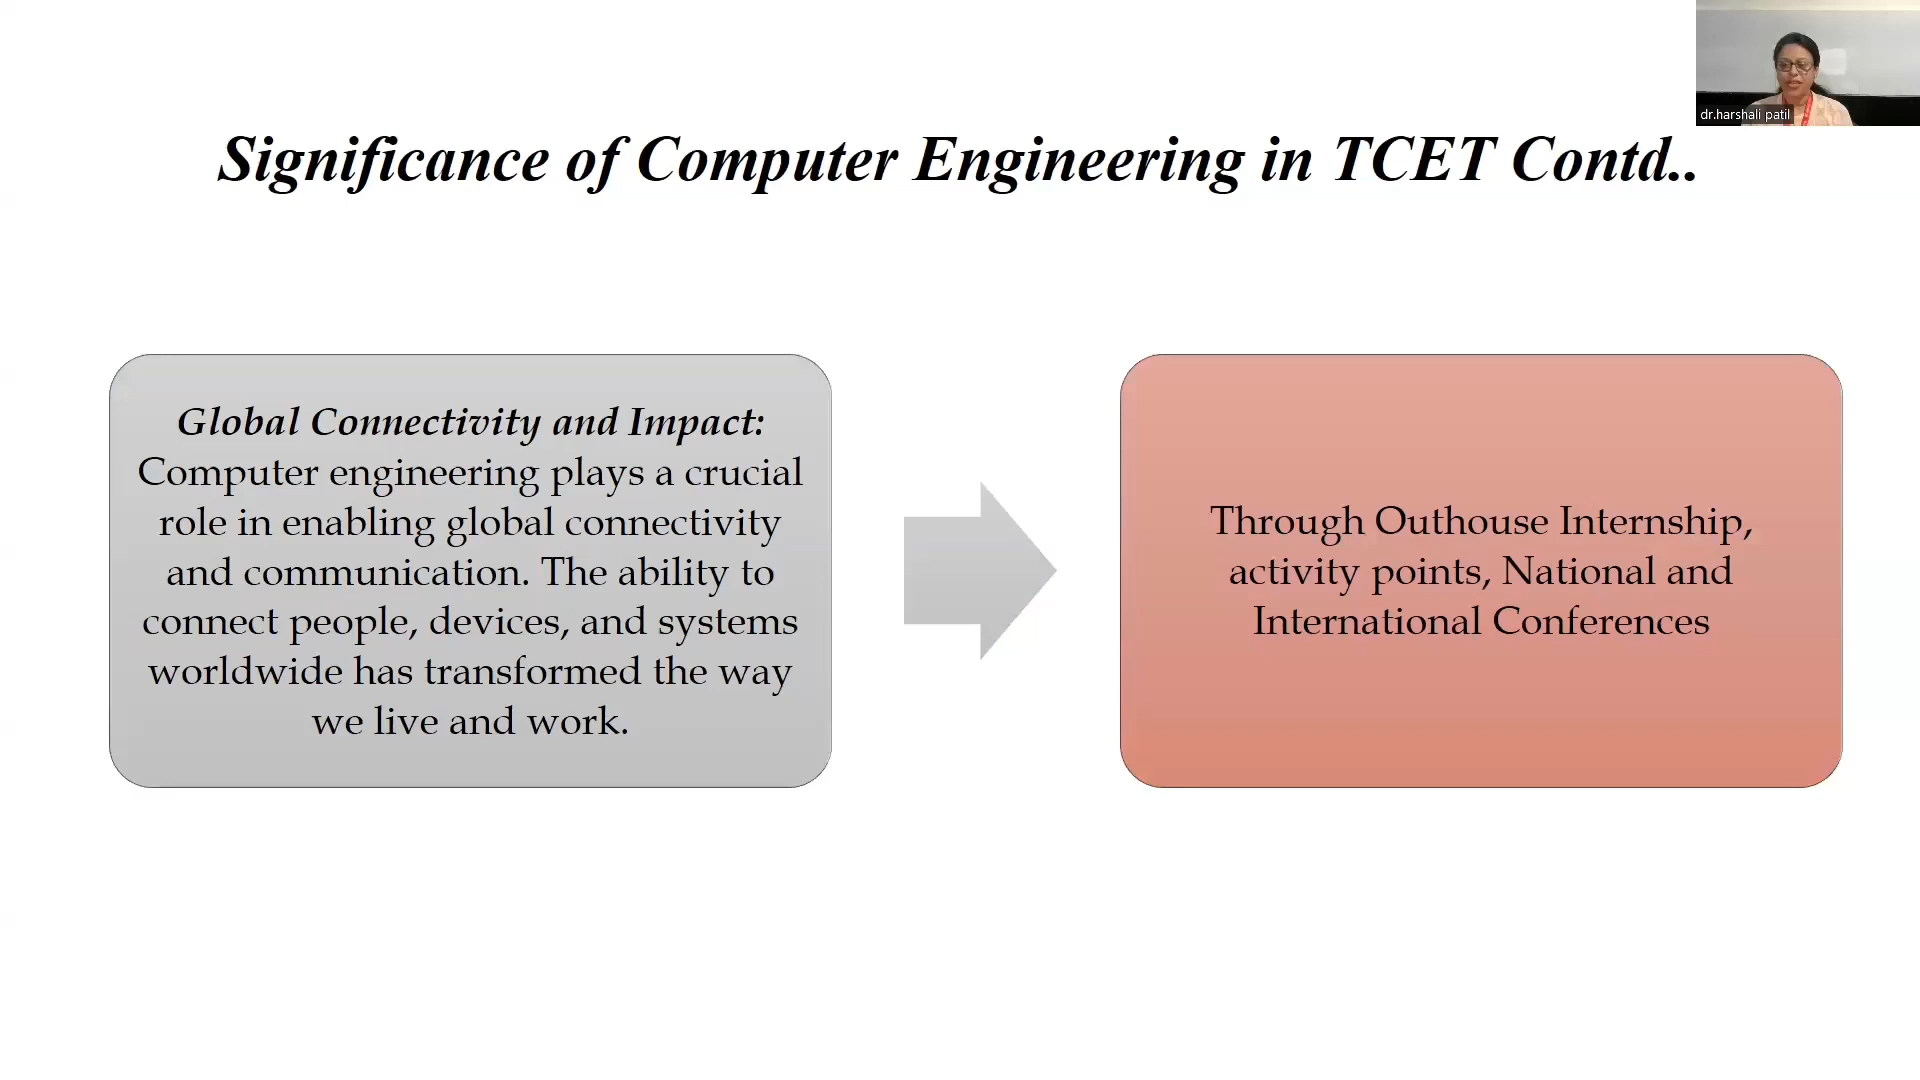 dr.harshali patil
Significance of Computer Engineering in TCET Contd..
Global Connectivity and Impact:
Computer engineering plays a crucial
role in enabling global connectivity
and communication. The ability to
connect people, devices, and systems
worldwide has transformed the way
we live and work.
Through Outhouse Internship,
activity points, National and
International Conferences